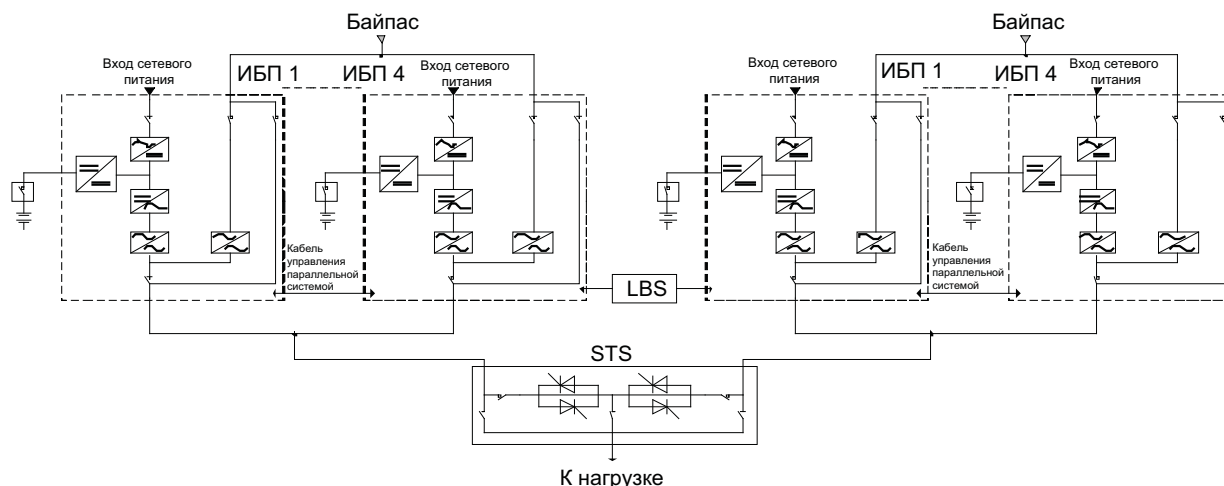 Байпас
Байпас
Вход сетевого
питания
ИБП 1
ИБП 4
Вход сетевого
питания
Вход сетевого
питания
ИБП 1
ИБП 4
Вход сетевого
питания
Кабель
управления
параллельной
системой
LBS
Кабель
управления
параллельной
системой
STS
К нагрузке